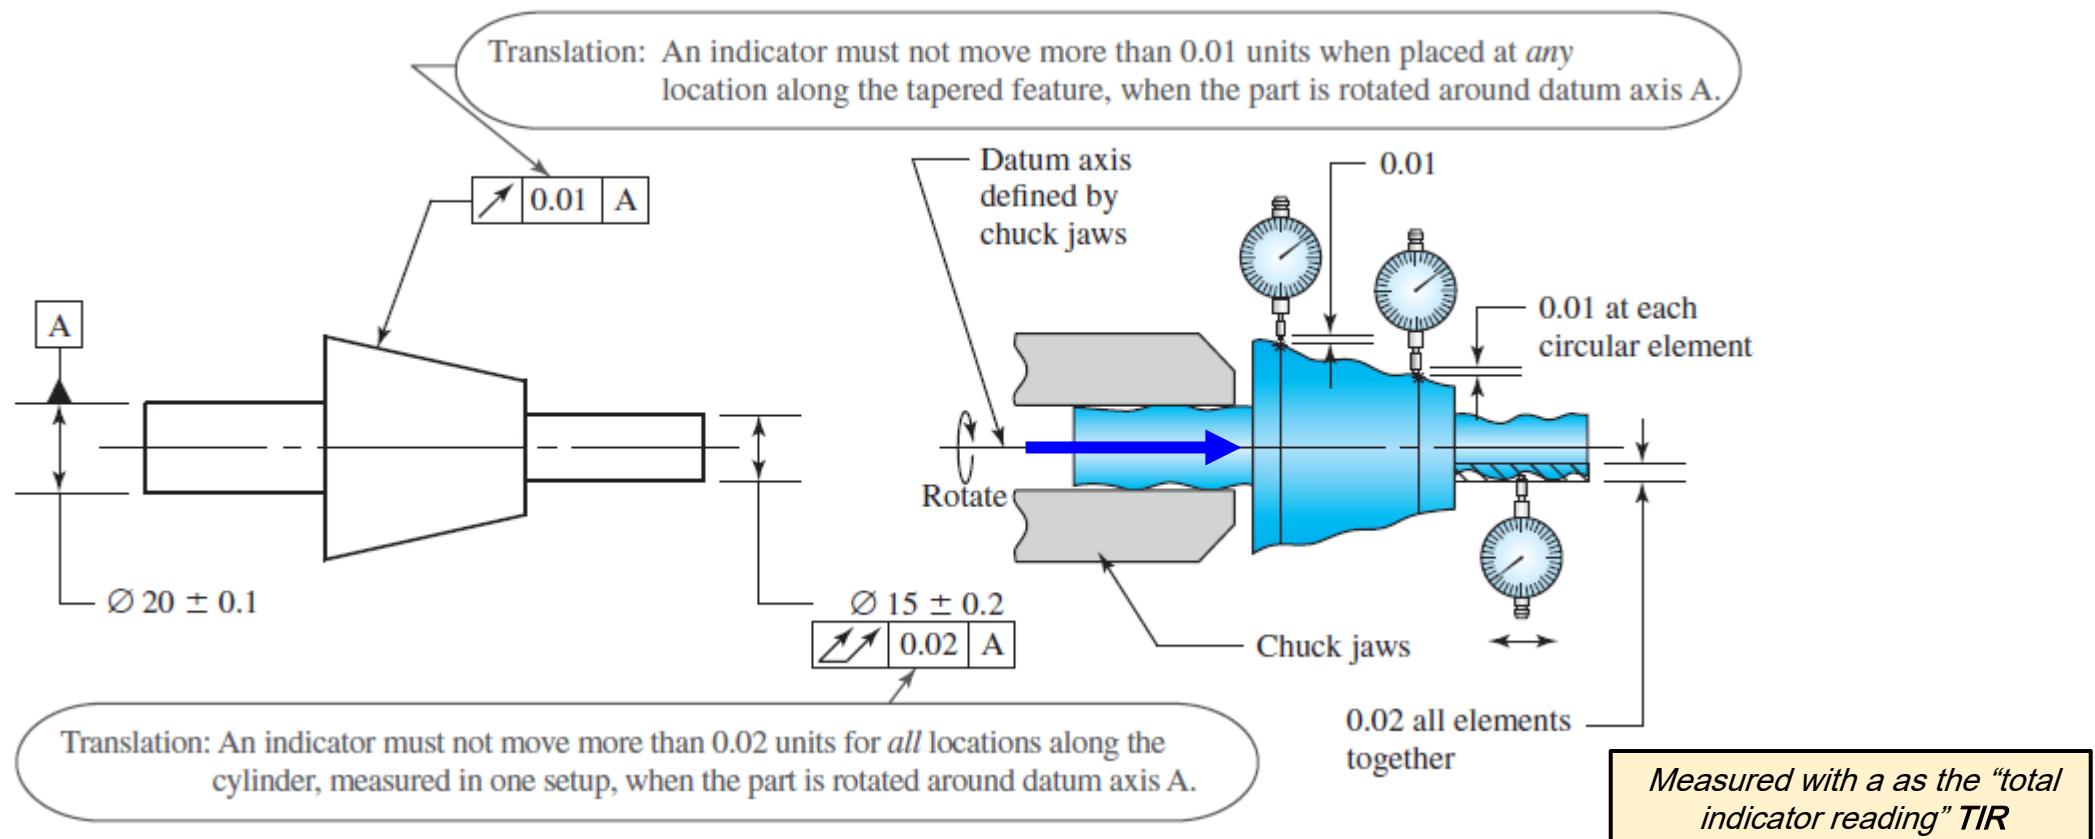 Translation: An indicator must not move more than 0.01 units when placed at any
location along the tapered feature, when the part is rotated around datum axis A.
0.01 A
A
Ø 20 ± 0.1
Ø 15 ± 0.2
0.02 A
Translation: An indicator must not move more than 0.02 units for all locations along the
cylinder, measured in one setup, when the part is rotated around datum axis A.
Datum axis
defined by
chuck jaws
0.01
0.01 at each
circular element
Rotate
Chuck jaws
0.02 all elements
together
Measured with a as the “total
indicator reading” TIR